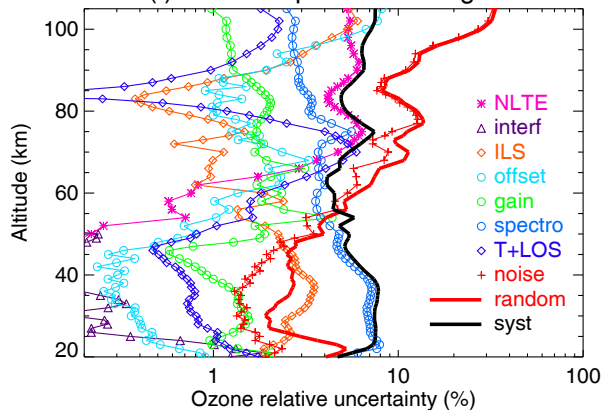 100
80
60
40
20
Altitude (km)
NLTE
interf
ILS
offset
gain
spectro
T+LOS
noise
random
syst
1
10
100
Ozone relative uncertainty (%)